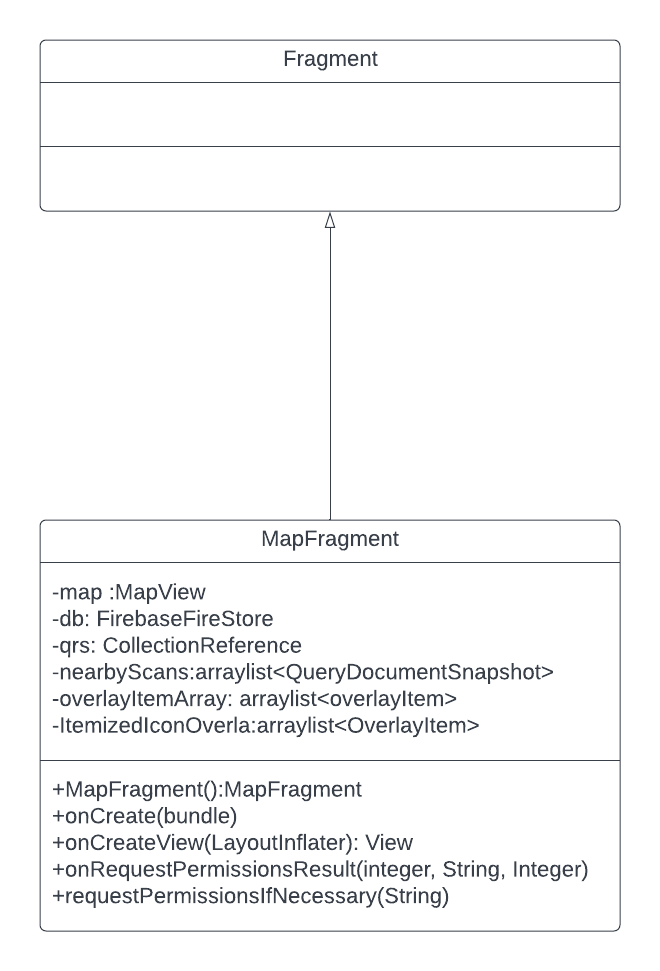 Fragment
MapFragment
-map :MapView
-db: FirebaseFireStore
-qrs: CollectionReference
-nearbyScans:arraylist<QueryDocumentSnapshot>
-overlayItemArray: arraylist<overlayItem>
-ItemizedIconOverla:arraylist<OverlayItem>
+MapFragment():MapFragment
+onCreate(bundle)
+onCreateView(LayoutInflater): View
+onRequestPermissionsResult(integer, String, Integer)
+requestPermissionsIfNecessary(String)